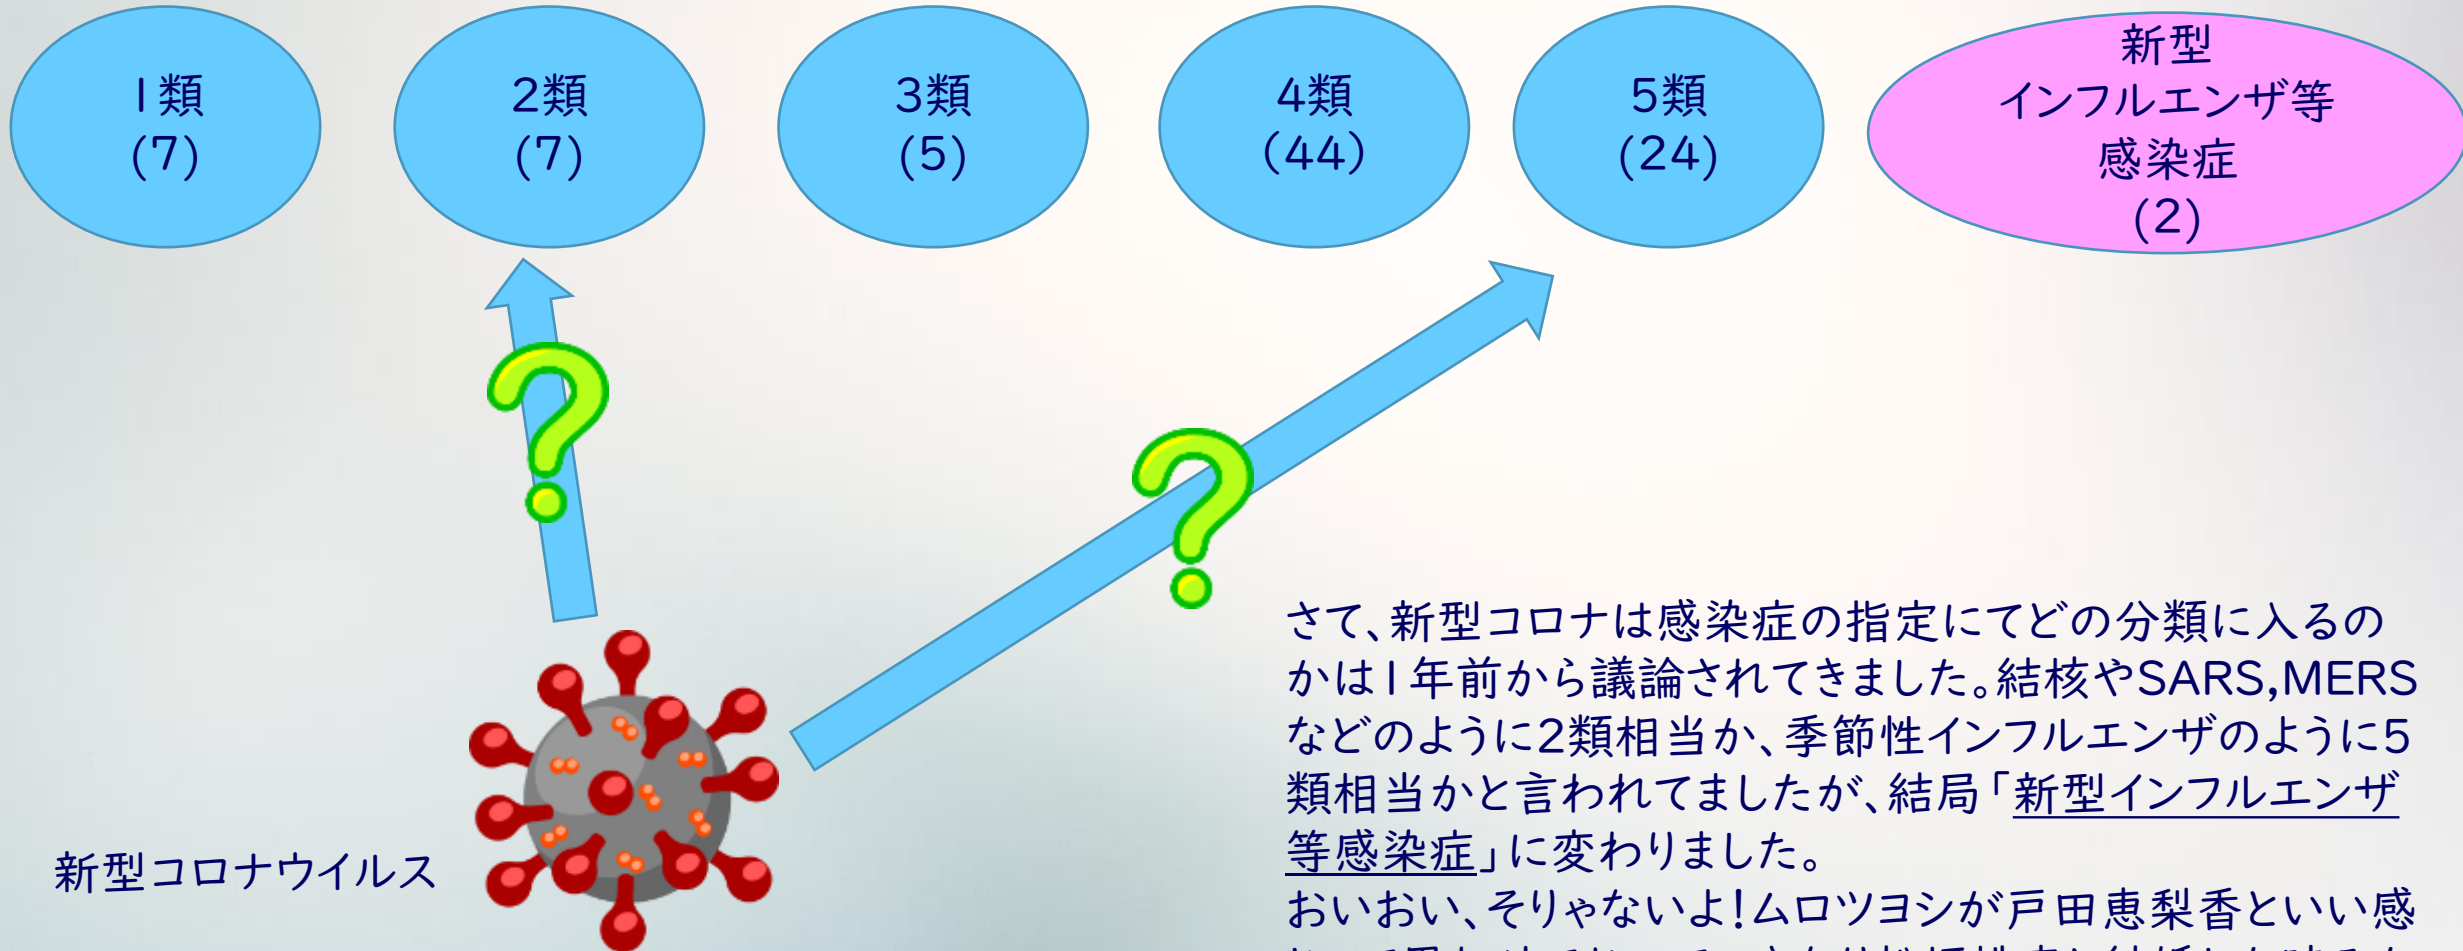 1類
(7)
2類
(7)
3類
(5)
4類
(44)
5類
(24)
新型
インフルエンザ等
感染症
(2)
さて、新型コロナは感染症の指定にてどの分類に入るの
かは1年前から議論されてきました。結核やSARS,MERS
などのように2類相当か、季節性インフルエンザのように5
類相当かと言われてましたが、結局「新型インフルエンザ
等感染症」に変わりました。
おいおい、そりゃないよ!ムロツヨシが戸田恵梨香といい感
新型コロナウイルス